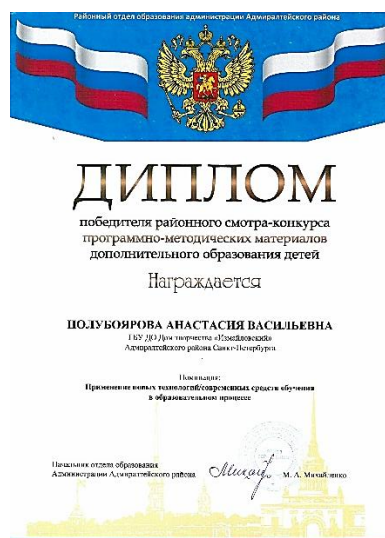 Районный отдел образования администрации Адмиралтейского района
ДИПЛОМ
победителя районного смотра-конкурса
программно-методических материалов
дополнительного образования детей
Награждается
ПОЛУБОЯРОВА АНАСТАСИЯ ВАСИЛЬЕВНА
ГБУ ДО Дом творчества «Измайловский»
Адмиралтейского района Санкт-Петербурга
Номинация:
Применение новых технологий/современных средств обучения
в образовательном процессе
Начальник отдела образования
Администрации Адмиралтейского района
М. А. Михайленко